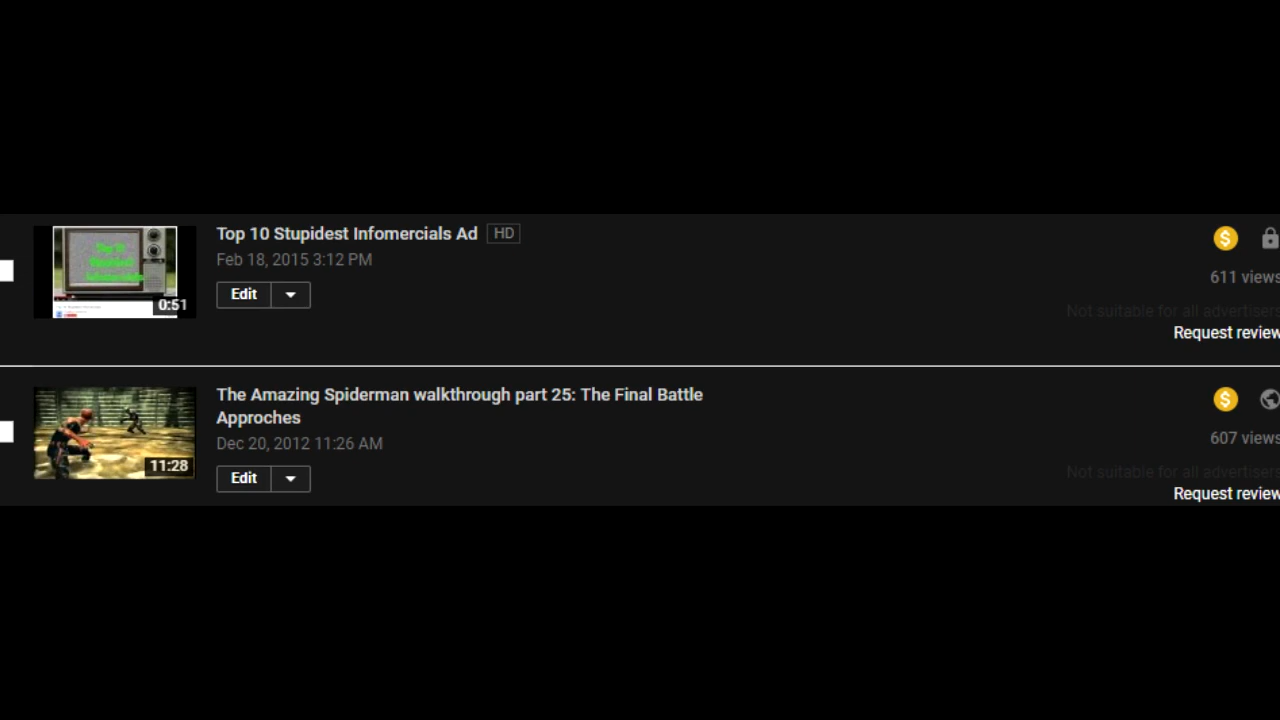 Top 10 Stupidest Infomercials Ad HD
Feb 18, 2015 3:12 PM
Edit
0:51
611 views
Not suitable for all advertisers
Request review
The Amazing Spiderman walkthrough part 25: The Final Battle
Approches
Dec 20, 2012 11:26 AM
Edit
11:28
607 views
Not suitable for all advertisers
Request review